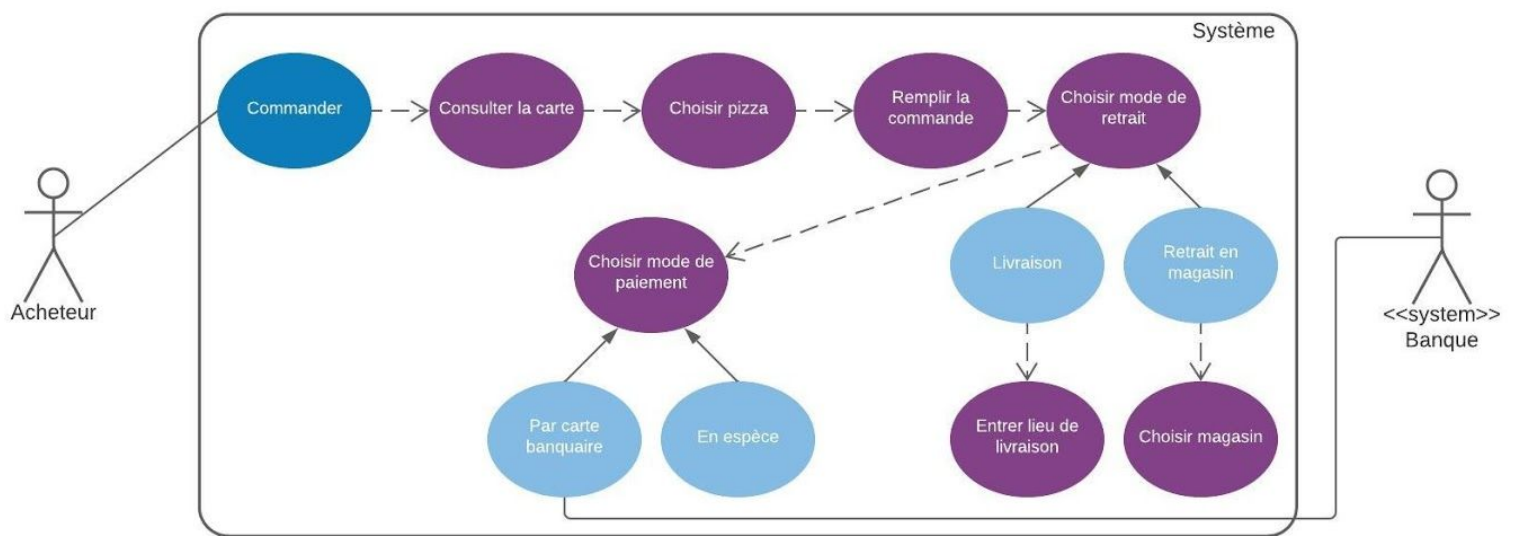 Système
Commander
Consulter la carte
Choisir pizza
Remplir la
commande
Choisir mode de
retrait
Choisir mode de
paiement
Livraison
Retrait en
magasin
Acheteur
<<system>>
Banque
Par carte
banquaire
En espèce
Entrer lieu de
livraison
Choisir magasin